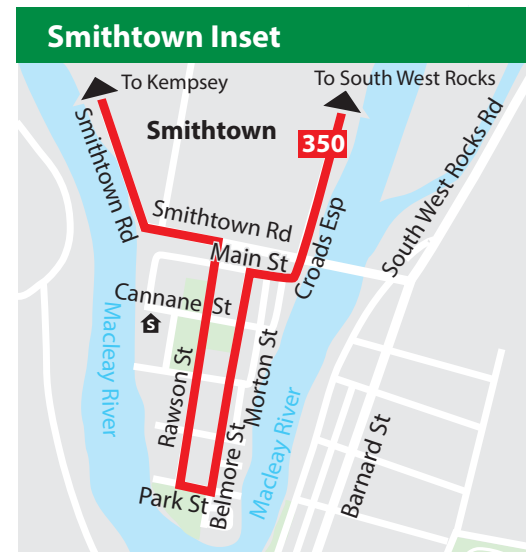 Smithtown Inset
To Kempsey
To South West Rocks
Smithtown
350
Smithtown Rd
Smithtown Rd
South West Rocks Rd
Main St
Croads Esp
Cannane St
S
Macleay River
Rawson St
Morton St
Belmore St
Macleay River
Barnard St
Park St